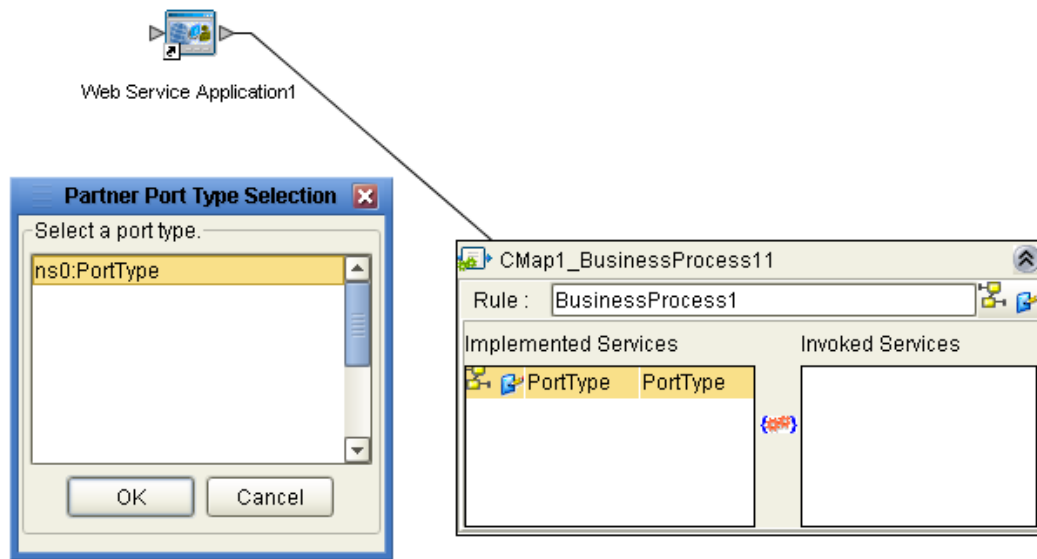 Web Service Application1
Partner Port Type Selection
Select a port type.
ns0:PortType
OK Cancel
CMap1_BusinessProcess11
Rule : BusinessProcess1
Implemented Services Invoked Services
PortType PortType